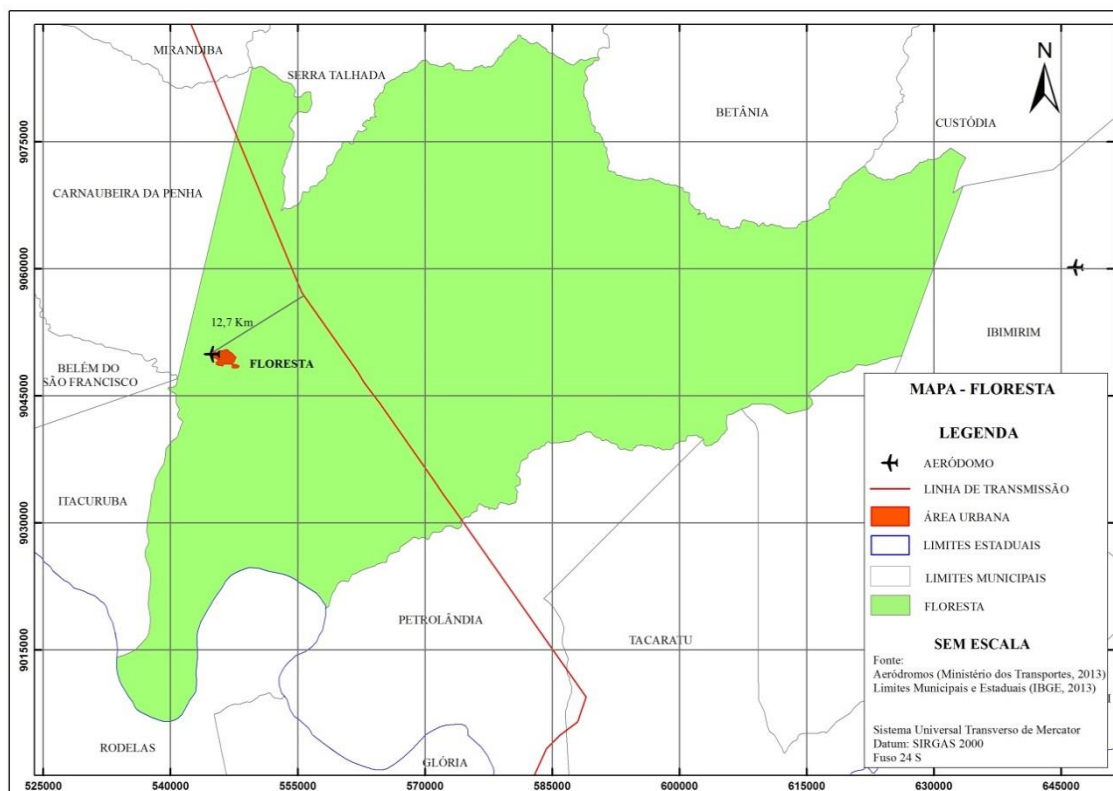 MIRANDIBA
SERRA TALHADA
BETÂNIA
CUSTÓDIA
N
CARNAUBEIRA DA PENHA
12,7 Km
FLORESTA
BELÉM DO
SÃO FRANCISCO
IBIMIRIM
ITACURUBA
PETROLÂNDIA
TACARATU
RODELAS
GLÓRIA
9075000
9060000
9045000
9030000
9015000
525000
540000
555000
570000
585000
600000
615000
630000
645000
MAPA - FLORESTA
LEGENDA
AERÓDOMO
LINHA DE TRANSMISSÃO
ÁREA URBANA
LIMITES ESTADUAIS
LIMITES MUNICIPAIS
FLORESTA
SEM ESCALA
Fonte:
Aeródromos (Ministério dos Transportes, 2013)
Limites Municipais e Estaduais (IBGE, 2013)
Sistema Universal Transverso de Mercator
Datum: SIRGAS 2000
Fuso 24 S